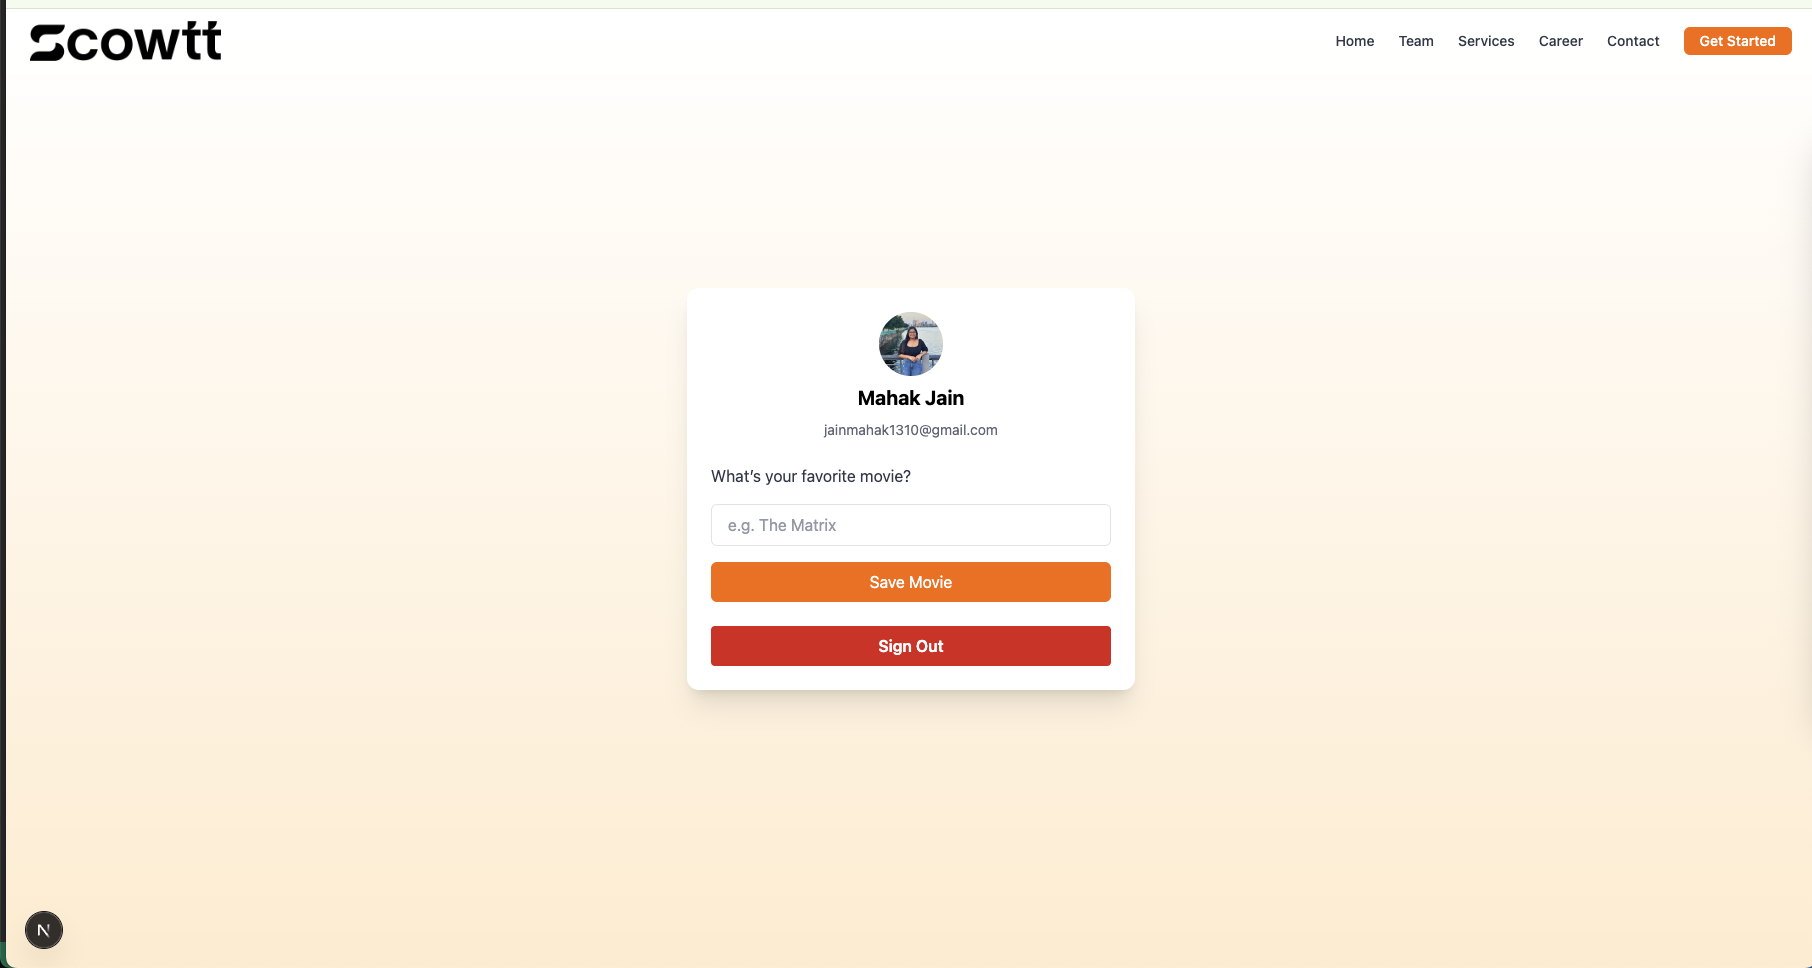 Scowtt
Home Team Services Career Contact Get Started
Mahak Jain
jainmahak1310@gmail.com
What's your favorite movie?
e.g. The Matrix
Save Movie
Sign Out
N